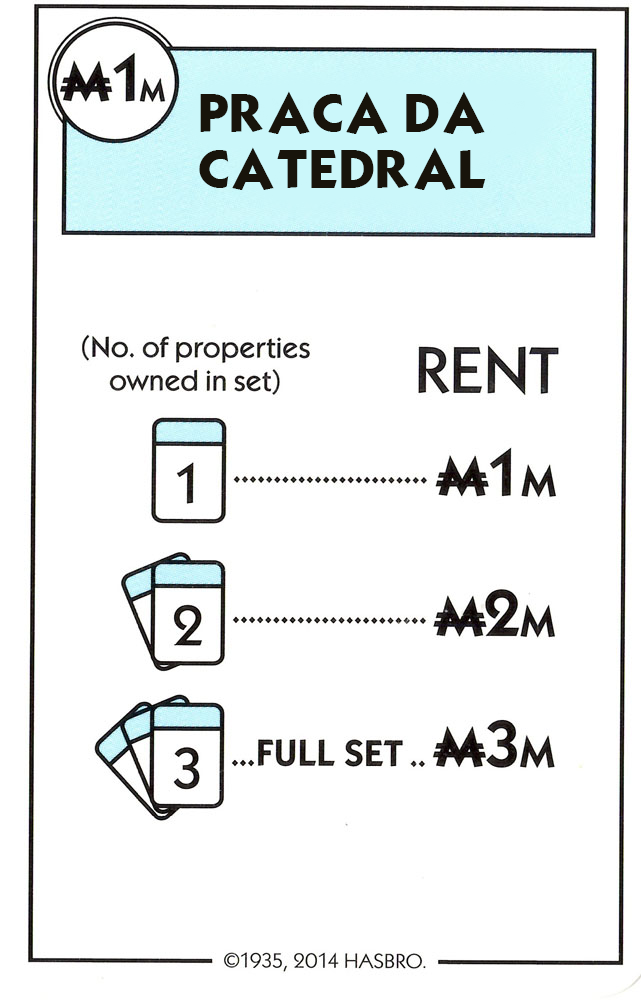 ₩1M
PRACA DA
CATEDRAL
(No. of properties
owned in set)
RENT
1 ........................ ₩1M
2 ........................ ₩2M
3 ...FULL SET .. ₩3M
©1935, 2014 HASBRO.